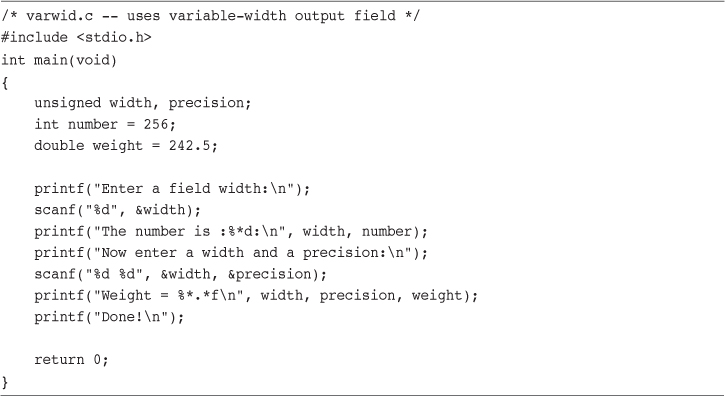 /* varwid.c -- uses variable-width output field */
#include <stdio.h>
int main(void)
{
    unsigned width, precision;
    int number = 256;
    double weight = 242.5;

    printf("Enter a field width:\n");
    scanf("%d", &width);
    printf("The number is :%*d:\n", width, number);
    printf("Now enter a width and a precision:\n");
    scanf("%d %d", &width, &precision);
    printf("Weight = %*.*f\n", width, precision, weight);
    printf("Done!\n");

    return 0;
}